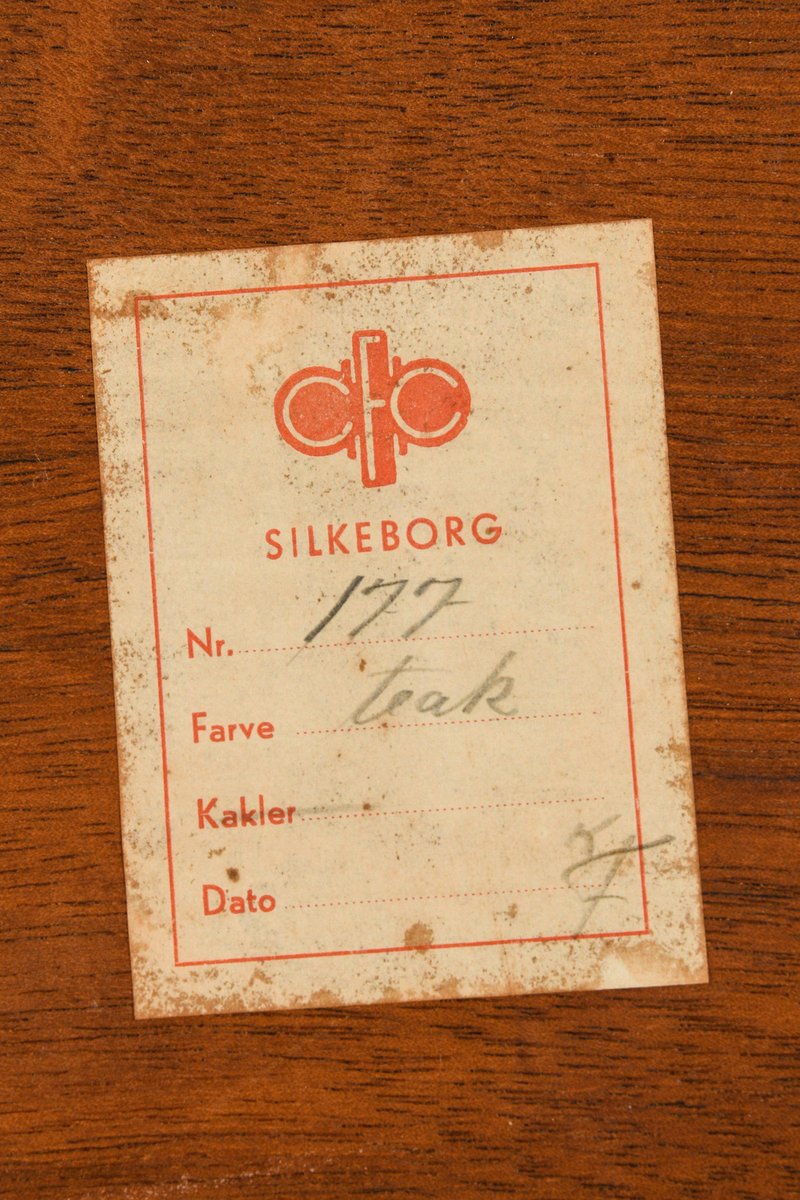 CFC
SILKEBORG
Nr. 177
Farve teak
Kakler
Dato